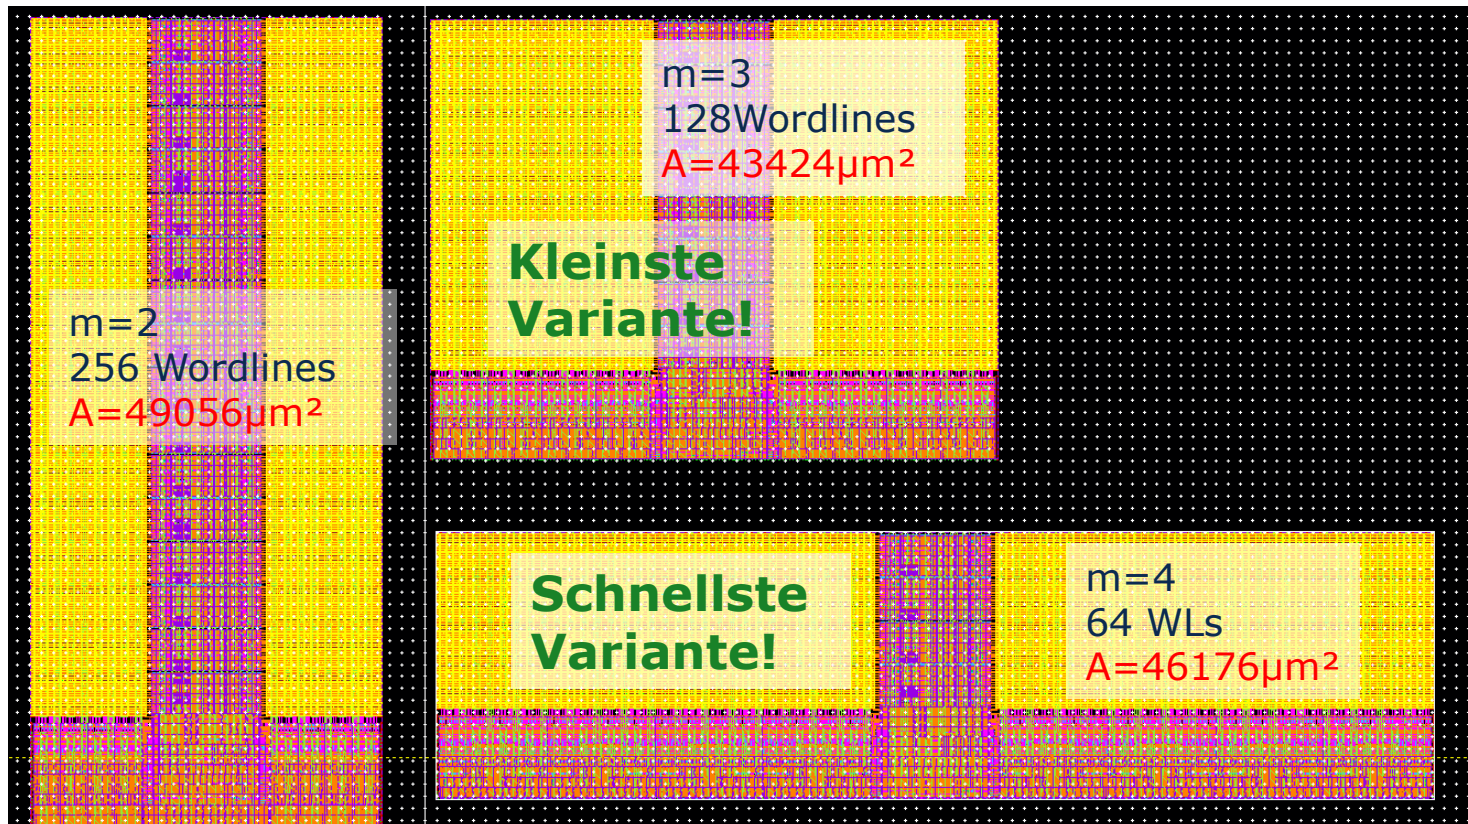 m=2
256 Wordlines
A=49056µm²
m=3
128Wordlines
A=43424µm²
Kleinste
Variante!
Schnellste
Variante!
m=4
64 WLs
A=46176µm²